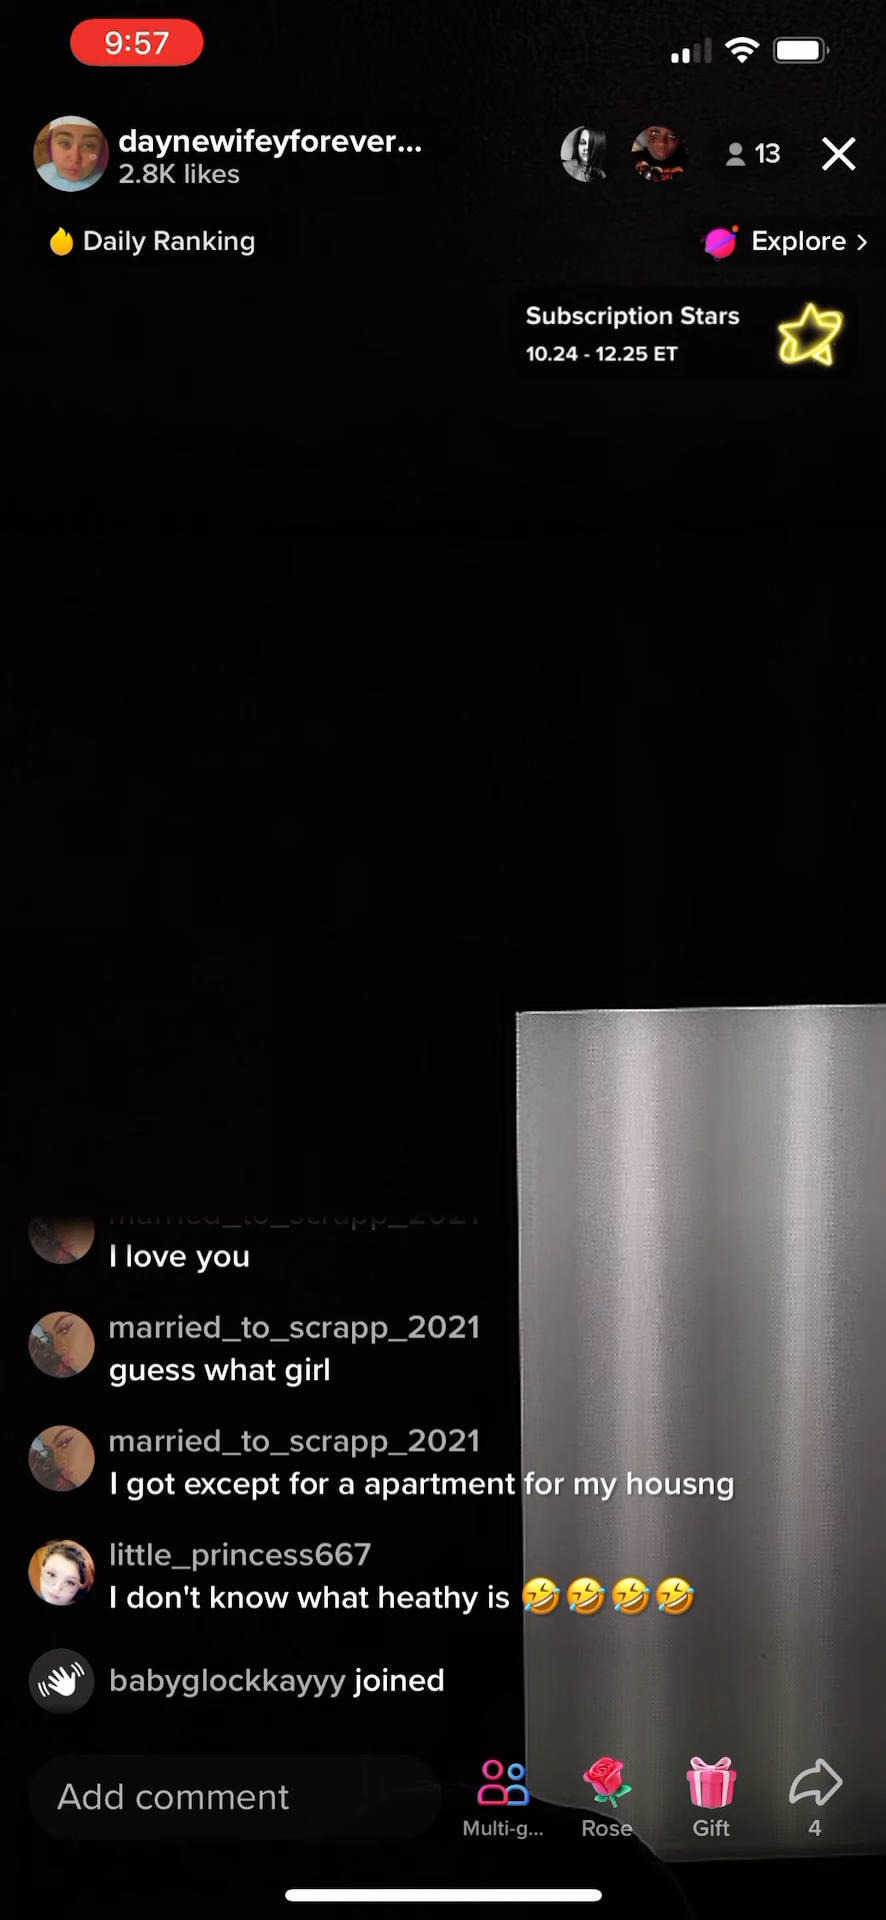 9:57
daynewifeyforever...
2.8K likes
13
Daily Ranking
Explore >
Subscription Stars
10.24 - 12.25 ET
married_to_scrapp_2021
I love you
married_to_scrapp_2021
guess what girl
married_to_scrapp_2021
I got except for a apartment for my housng
little_princess667
I don't know what heathy is 🤣🤣🤣🤣
babyglockkayyy joined
Add comment
Multi-g...
Rose
Gift
4